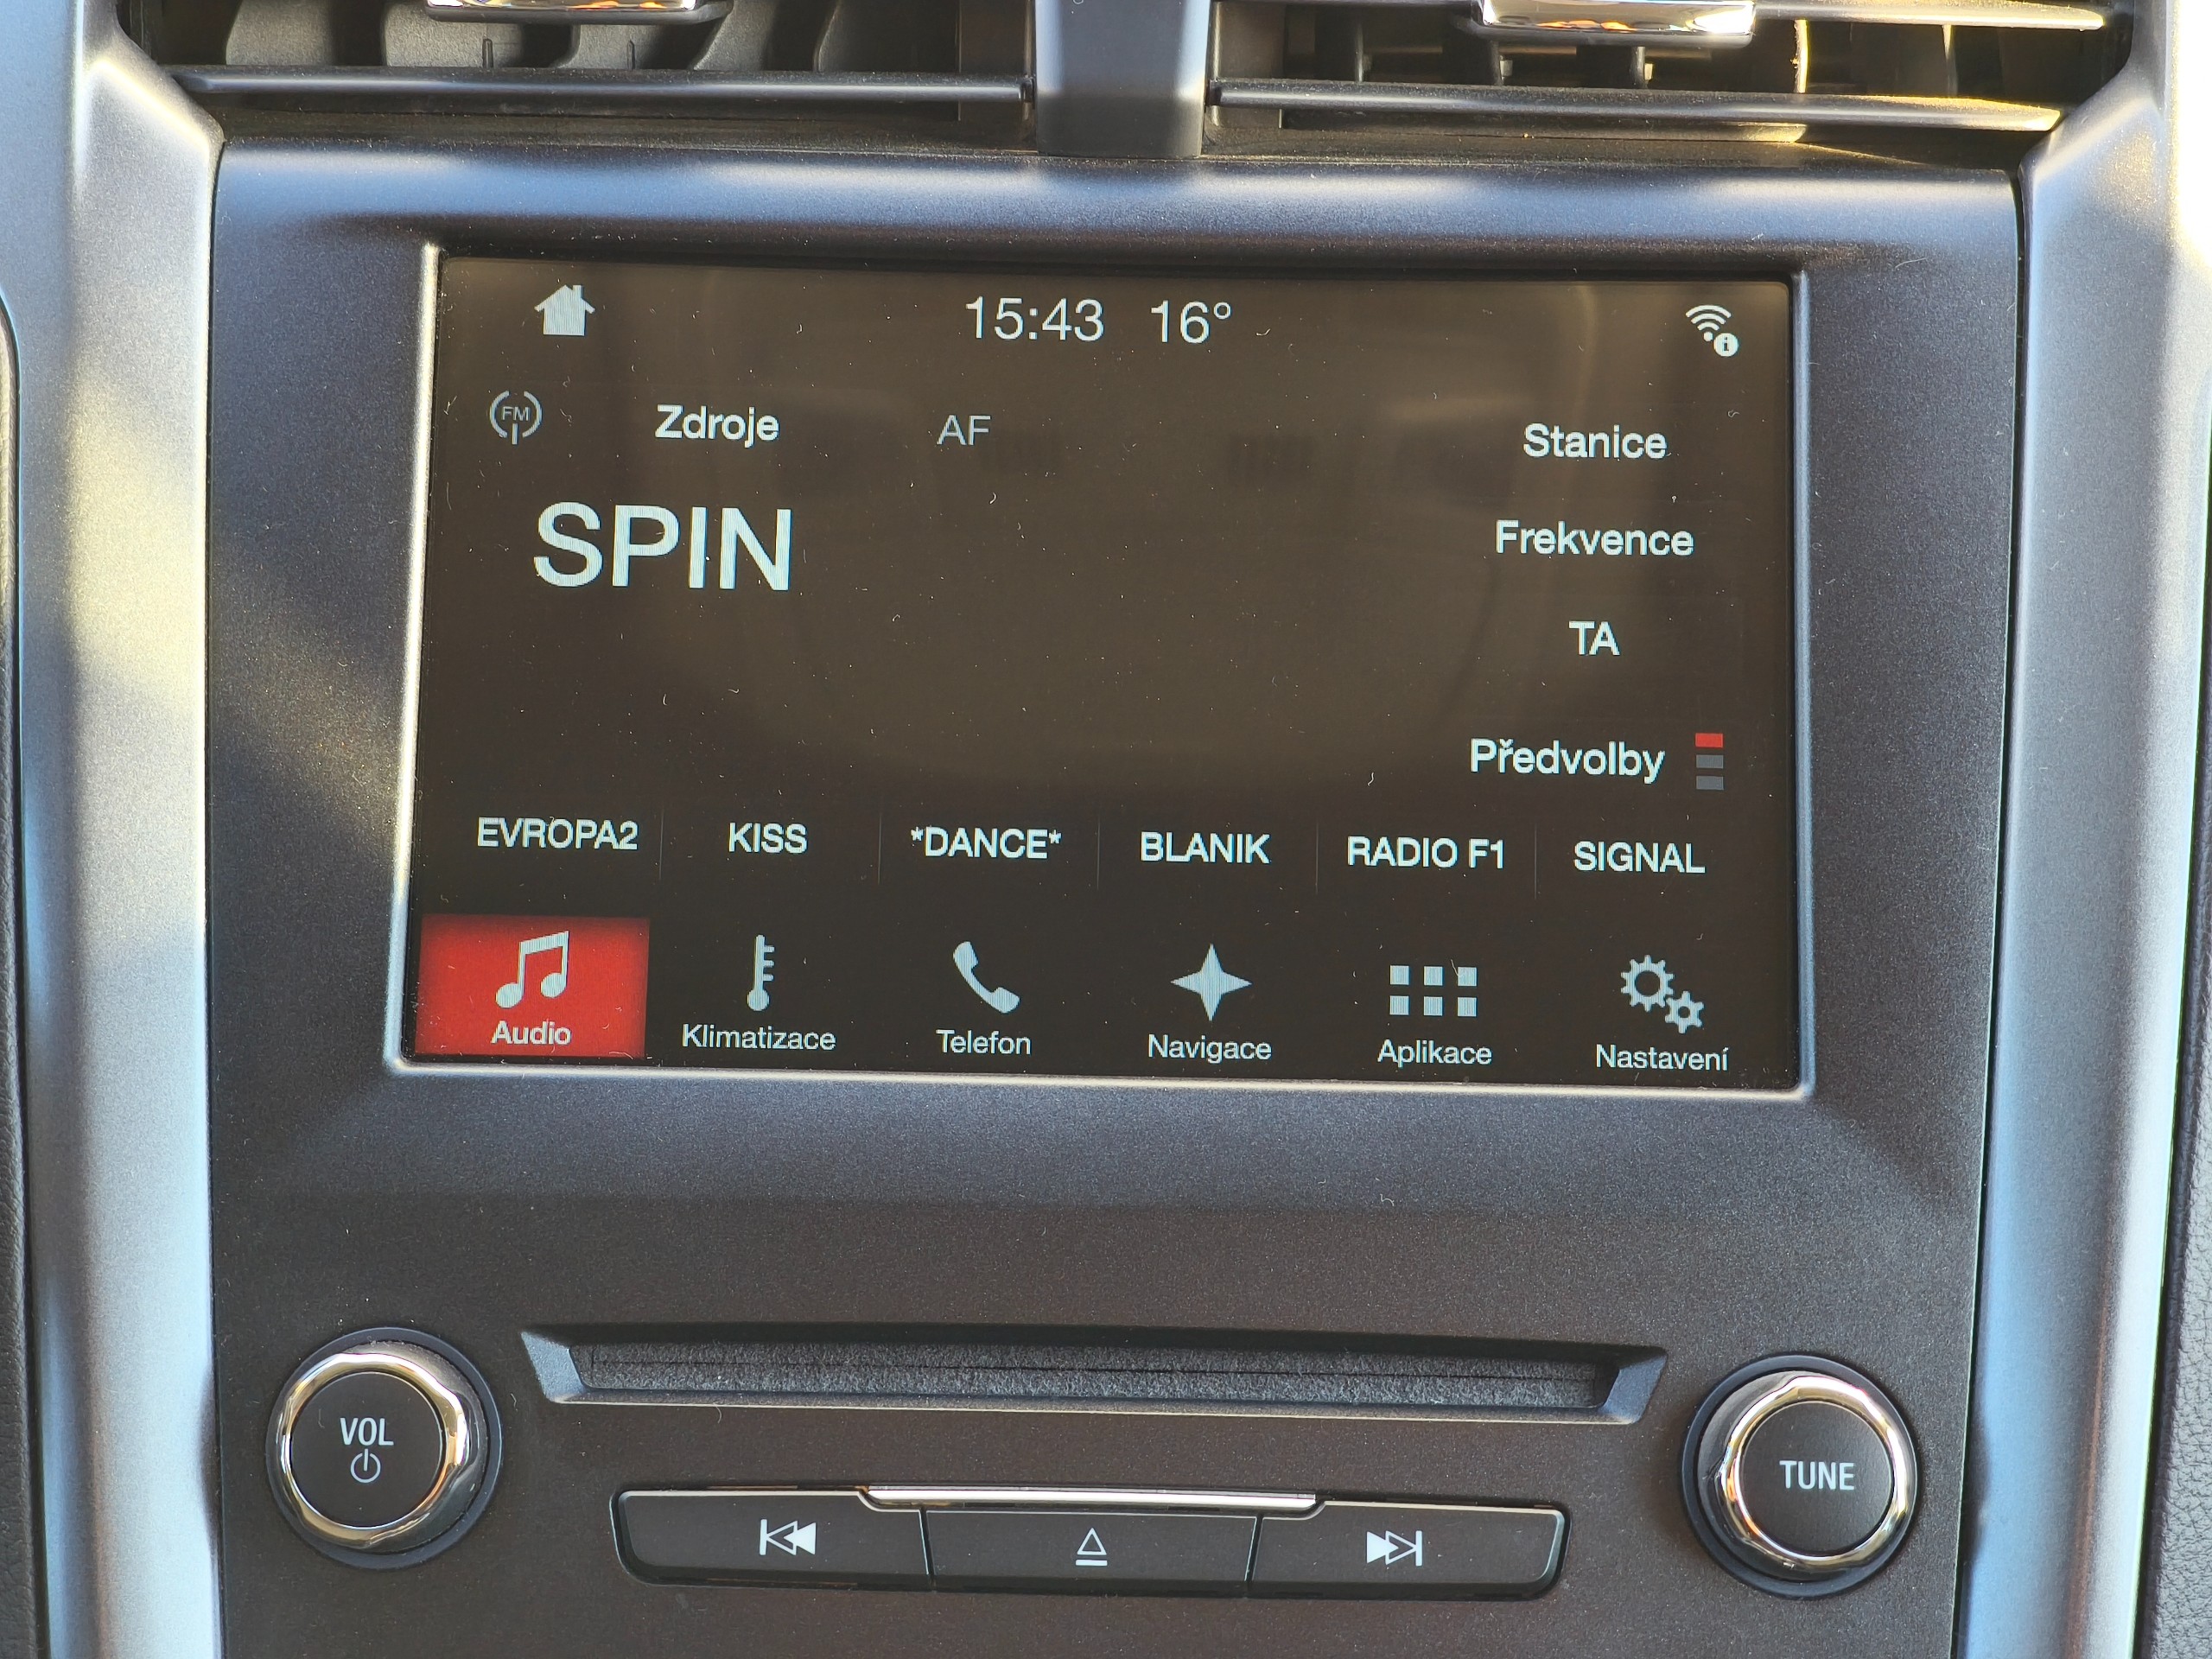 15:43 16°
FM Zdroje AF Stanice
SPIN
Frekvence
TA
Předvolby
EVROPA2 KISS *DANCE* BLANIK RADIO F1 SIGNAL
Audio Klimatizace Telefon Navigace Aplikace Nastavení
VOL
TUNE